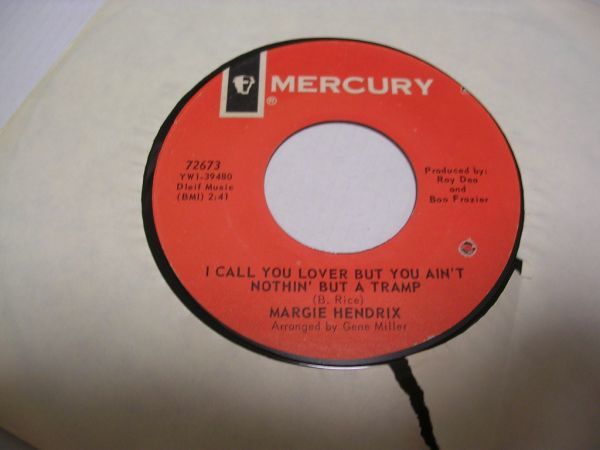 MERCURY
®
72673
YW1-39480
Dleif Music
(BMI) 2:41
Produced by:
Ray Dea
and
Bob Frazier
I CALL YOU LOVER BUT YOU AIN'T
NOTHIN' BUT A TRAMP
(B. Rice)
MARGIE HENDRIX
Arranged by Gene Miller